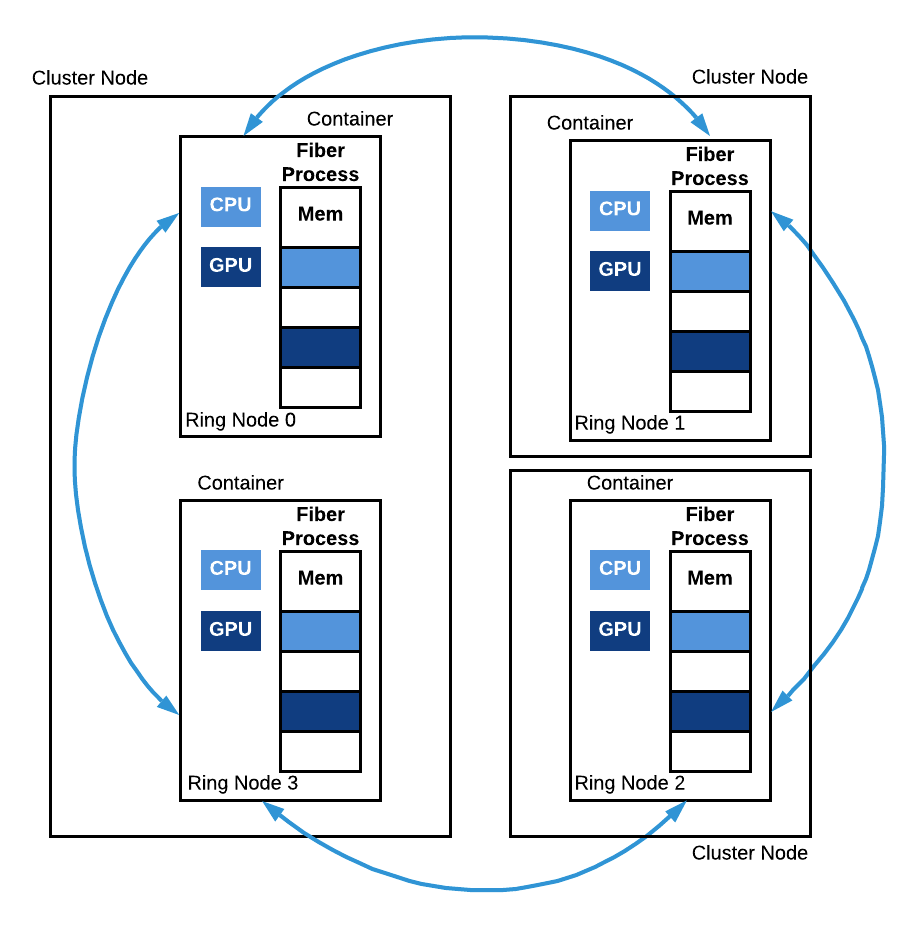 Cluster Node
Container
Fiber
Process
CPU
Mem
GPU
Ring Node 0
Container
Fiber
Process
CPU
Mem
GPU
Ring Node 3
Cluster Node
Container
Fiber
Process
CPU
Mem
GPU
Ring Node 1
Container
Fiber
Process
CPU
Mem
GPU
Ring Node 2
Cluster Node